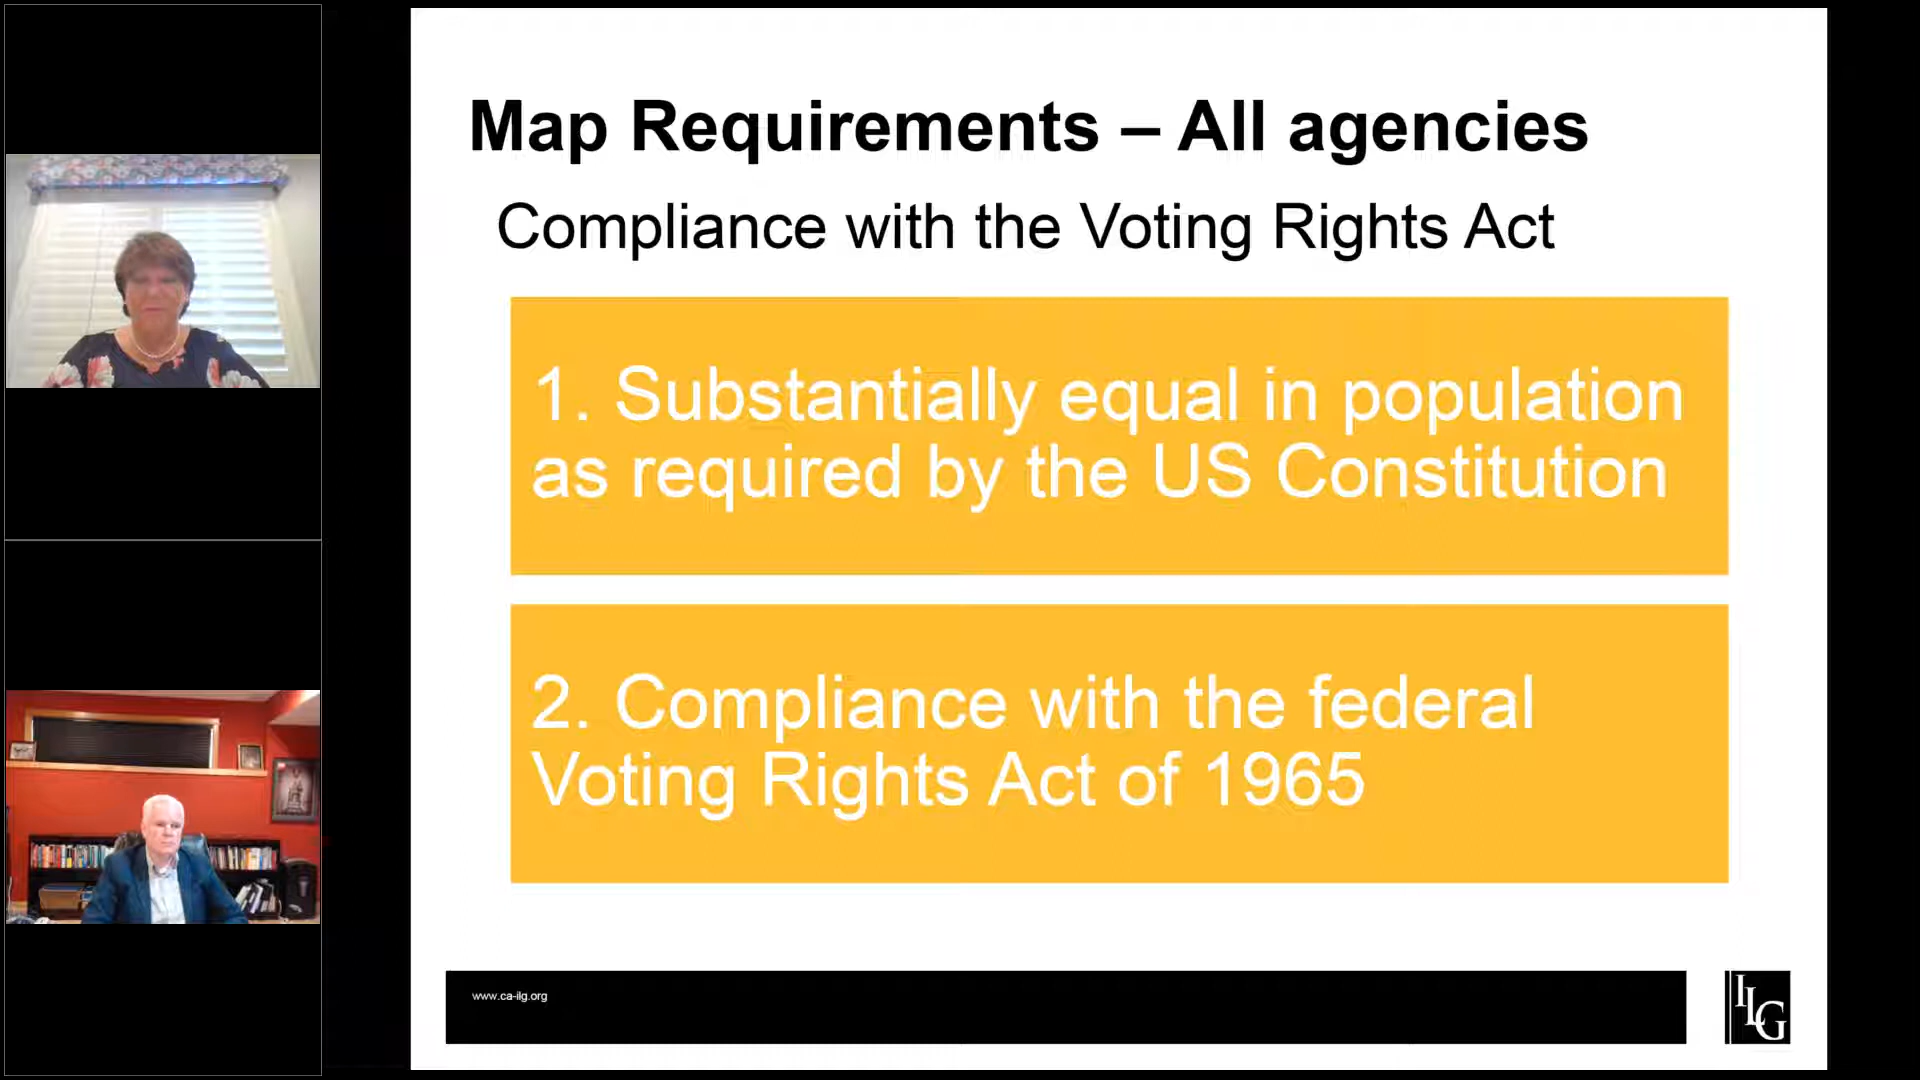 Map Requirements – All agencies
Compliance with the Voting Rights Act
1. Substantially equal in population
as required by the US Constitution
2. Compliance with the federal
Voting Rights Act of 1965
www.ca-ilg.org
ILG